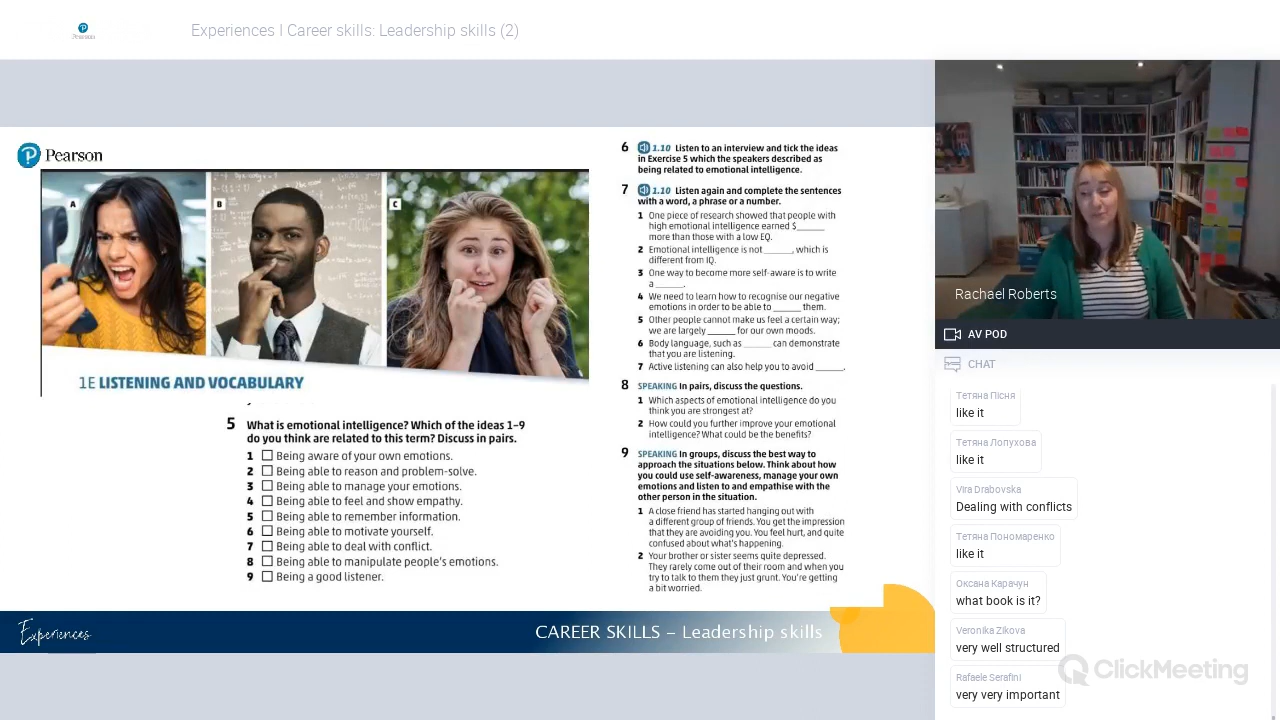 Experiences I Career skills: Leadership skills (2)
Pearson
A
B
C
1E LISTENING AND VOCABULARY
5 What is emotional intelligence? Which of the ideas 1–9
do you think are related to this term? Discuss in pairs.
1 Being aware of your own emotions.
2 Being able to reason and problem-solve.
3 Being able to manage your emotions.
4 Being able to feel and show empathy.
5 Being able to remember information.
6 Being able to motivate yourself.
7 Being able to deal with conflict.
8 Being able to manipulate people's emotions.
9 Being a good listener.
6 1.10 Listen to an interview and tick the ideas
in Exercise 5 which the speakers described as
being related to emotional intelligence.
7 1.10 Listen again and complete the sentences
with a word, a phrase or a number.
1 One piece of research showed that people with
high emotional intelligence earned $______
more than those with a low EQ.
2 Emotional intelligence is not ______, which is
different from IQ.
3 One way to become more self-aware is to write
a ______.
4 We need to learn how to recognise our negative
emotions in order to be able to ______ them.
5 Other people cannot make us feel a certain way;
we are largely ______ for our own moods.
6 Body language, such as ______ can demonstrate
that you are listening.
7 Active listening can also help you to avoid ______.
8 SPEAKING In pairs, discuss the questions.
1 Which aspects of emotional intelligence do you
think you are strongest at?
2 How could you further improve your emotional
intelligence? What could be the benefits?
9 SPEAKING In groups, discuss the best way to
approach the situations below. Think about how
you could use self-awareness, manage your own
emotions and listen to and empathise with the
other person in the situation.
1 A close friend has started hanging out with
a different group of friends. You get the impression
that they are avoiding you. You feel hurt, and quite
confused about what's happening.
2 Your brother or sister seems quite depressed.
They rarely come out of their room and when you
try to talk to them they just grunt. You're getting
a bit worried.
Experiences
CAREER SKILLS – Leadership skills
Rachael Roberts
AV POD
CHAT
Тетяна Пісня
like it
Тетяна Лопухова
like it
Vira Drabovska
Dealing with conflicts
Тетяна Пономаренко
like it
Оксана Карачун
what book is it?
Veronika Zikova
very well structured
Rafaele Serafini
very very important
ClickMeeting